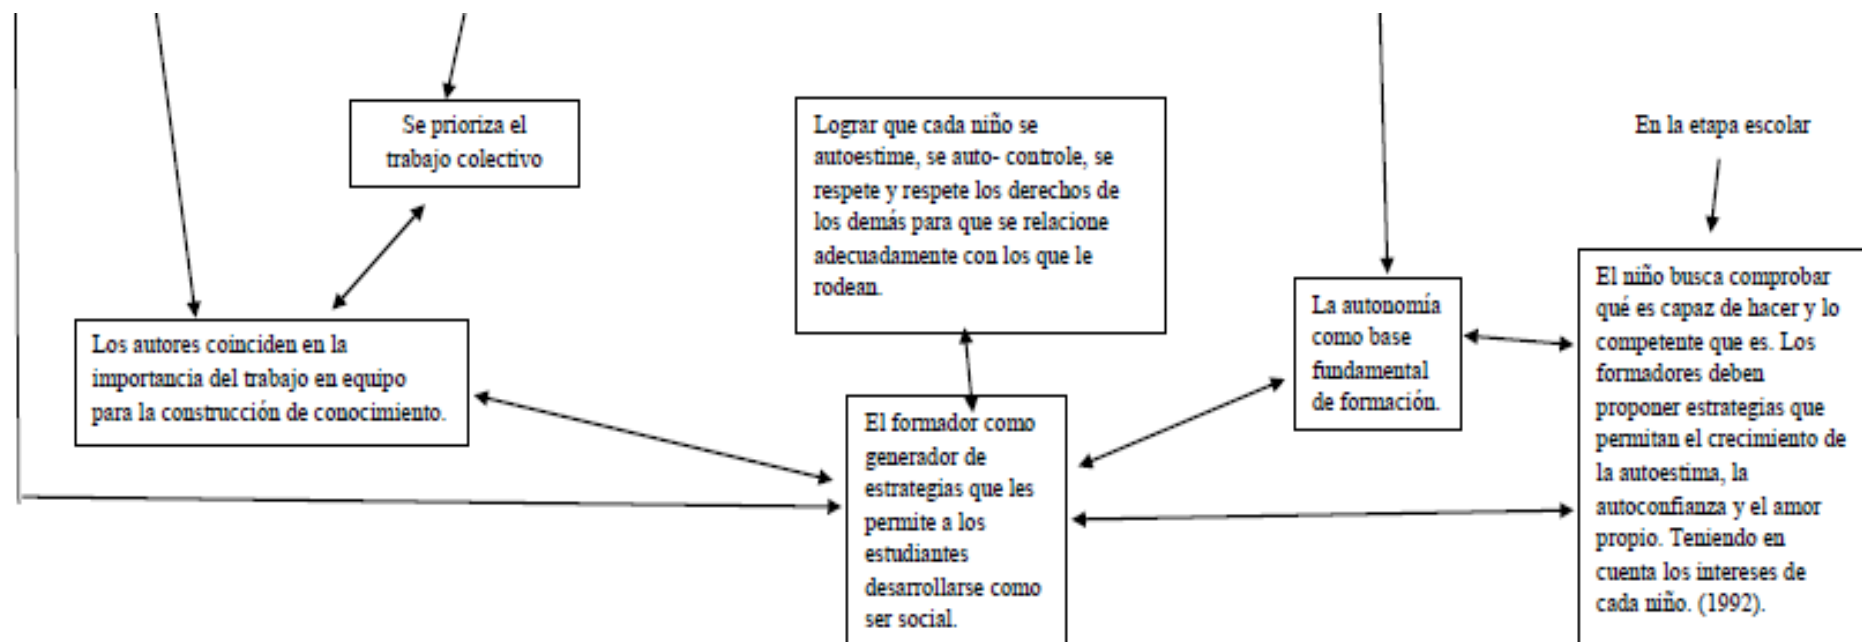 Se prioriza el
trabajo colectivo
Lograr que cada niño se
autoestime, se auto- controle, se
respete y respete los derechos de
los demás para que se relacione
adecuadamente con los que le
rodean.
En la etapa escolar
Los autores coinciden en la
importancia del trabajo en equipo
para la construcción de conocimiento.
La autonomía
como base
fundamental
de formación.
El niño busca comprobar
qué es capaz de hacer y lo
competente que es. Los
formadores deben
proponer estrategias que
permitan el crecimiento de
la autoestima, la
autoconfianza y el amor
propio. Teniendo en
cuenta los intereses de
cada niño. (1992).
El formador como
generador de
estrategias que les
permite a los
estudiantes
desarrollarse como
ser social.